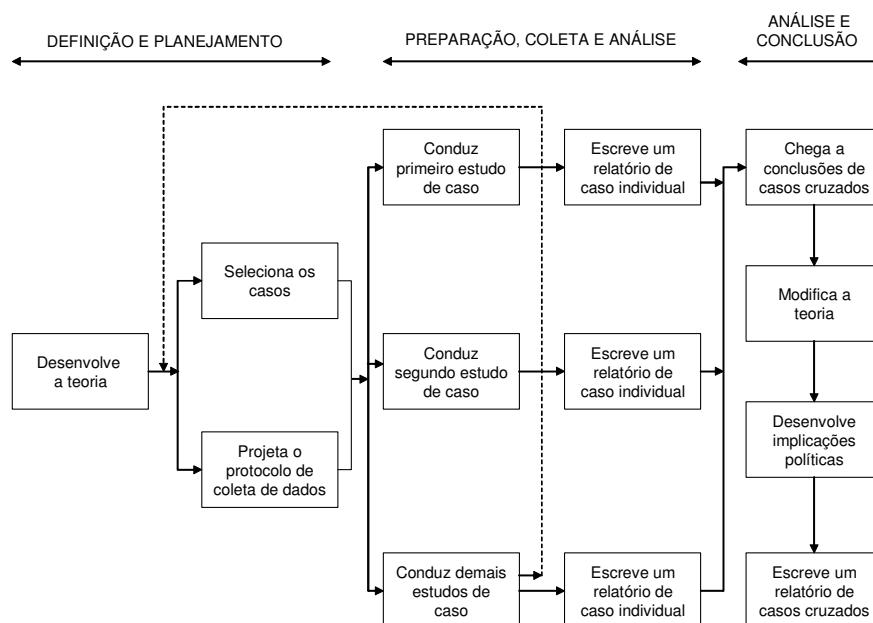 DEFINIÇÃO E PLANEJAMENTO
PREPARAÇÃO, COLETA E ANÁLISE
ANÁLISE E
CONCLUSÃO
Conduz
primeiro estudo
de caso
Escreve um
relatório de
caso individual
Chega a
conclusões de
casos cruzados
Seleciona os
casos
Modifica a
teoria
Desenvolve
a teoria
Conduz
segundo estudo
de caso
Escreve um
relatório de
caso individual
Projeta o
protocolo de
coleta de dados
Desenvolve
implicações
políticas
Conduz demais
estudos de
caso
Escreve um
relatório de
caso individual
Escreve um
relatório de
casos cruzados